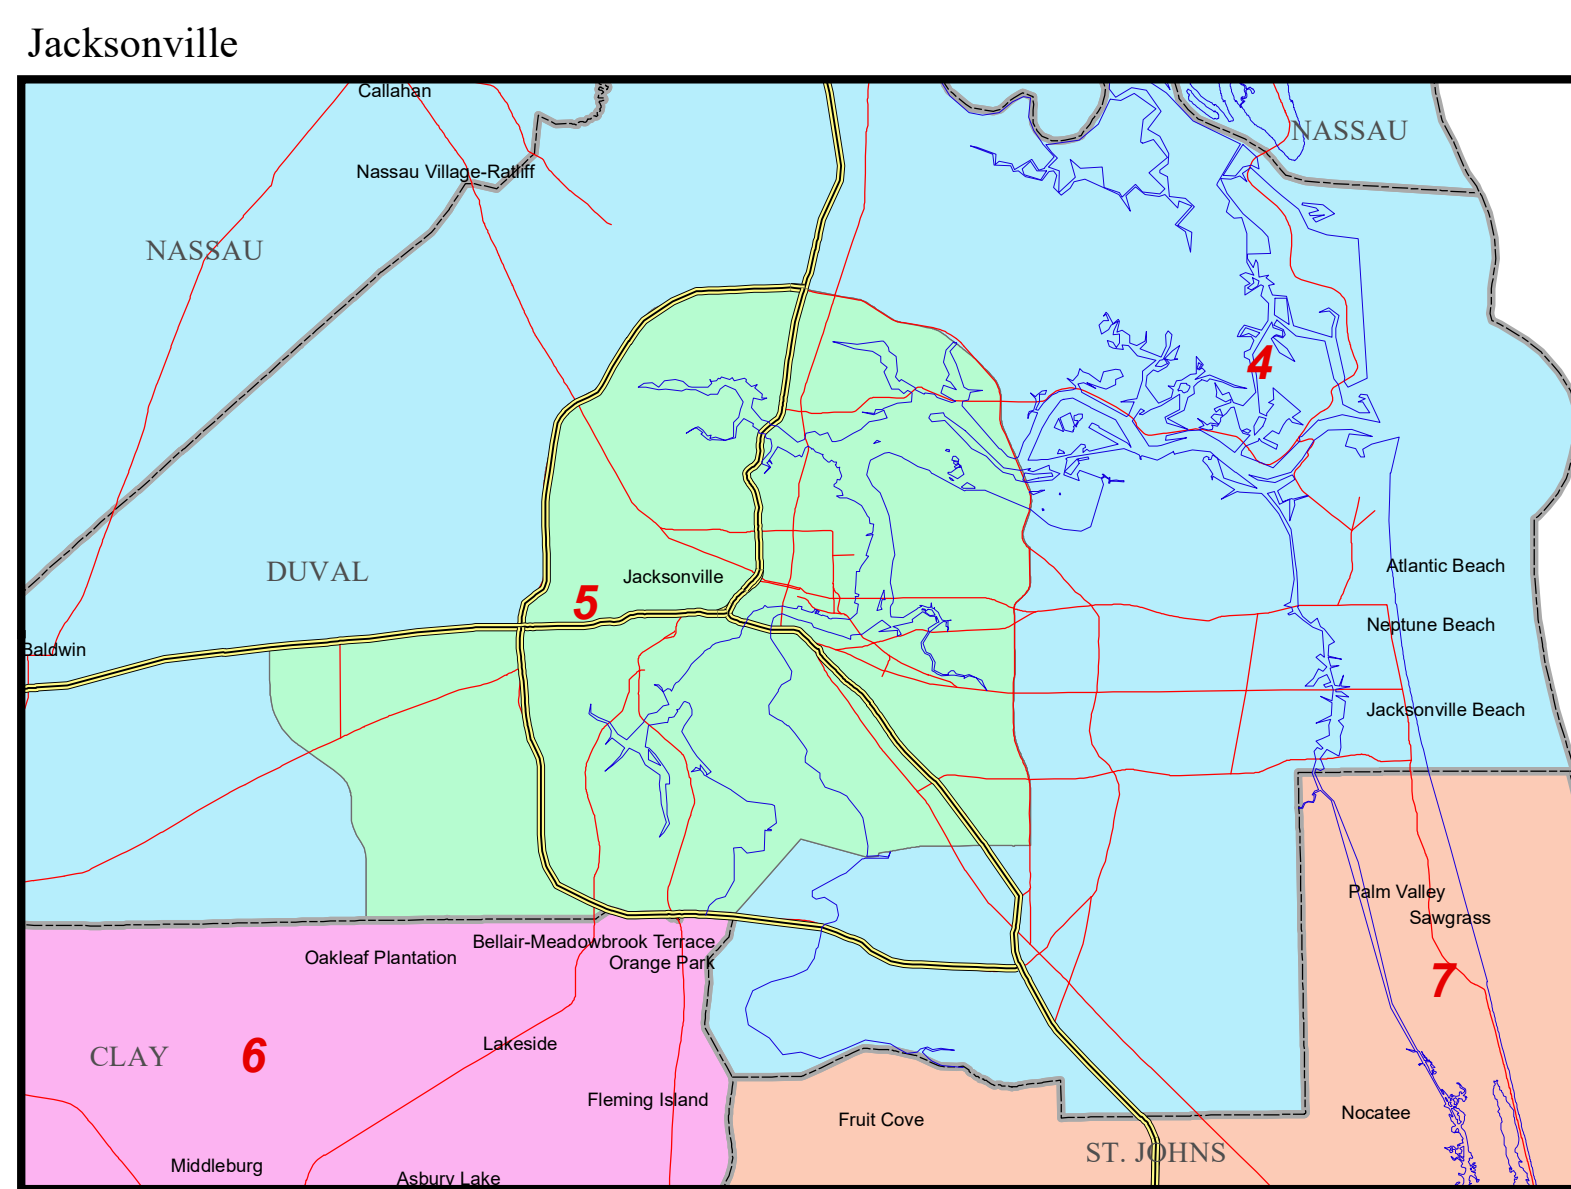 Jacksonville
Callahan
NASSAU
Nassau Village-Ratliff
NASSAU
4
Atlantic Beach
DUVAL
Jacksonville
5
Neptune Beach
Baldwin
Jacksonville Beach
Palm Valley
Sawgrass
Bellair-Meadowbrook Terrace
Oakleaf Plantation
Orange Park
7
Lakeside
CLAY
6
Fleming Island
Nocatee
Fruit Cove
ST. JOHNS
Middleburg
Asbury Lake